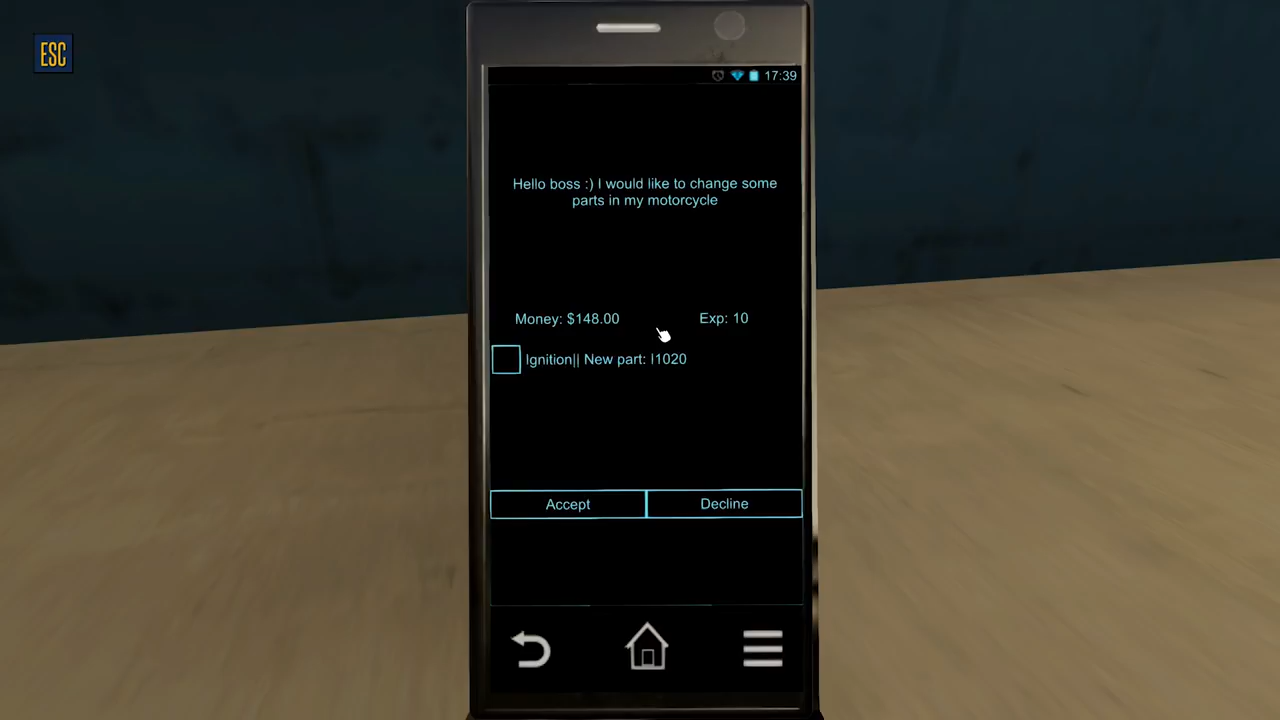 ESC
17:39
Hello boss :) I would like to change some
parts in my motorcycle
Money: $148.00
Exp: 10
Ignition|| New part: I1020
Accept
Decline